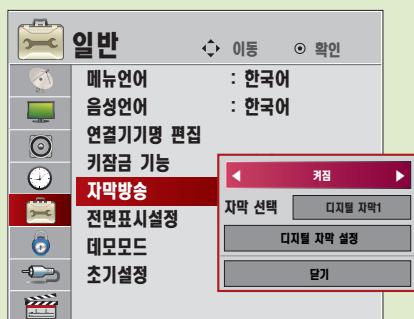 일반 이동 확인
메뉴언어 : 한국어
음성언어 : 한국어
연결기기명 편집
키잠금 기능
자막방송
전면표시설정
데모모드
초기설정
켜짐
자막 선택 디지털 자막1
디지털 자막 설정
닫기